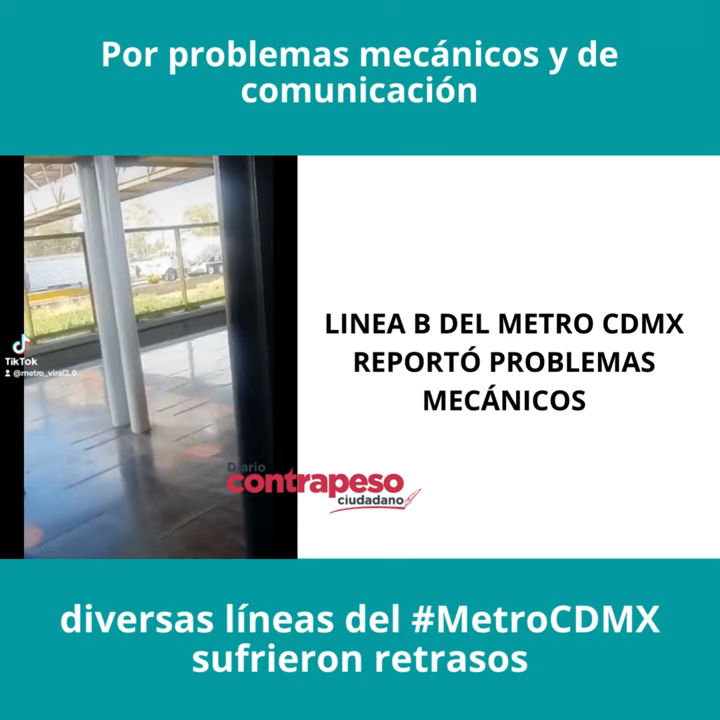 Por problemas mecánicos y de
comunicación
LINEA B DEL METRO CDMX
REPORTÓ PROBLEMAS
MECÁNICOS
TikTok
@metro_viral2.0
Diario
contrapeso
ciudadano
diversas líneas del #MetroCDMX
sufrieron retrasos